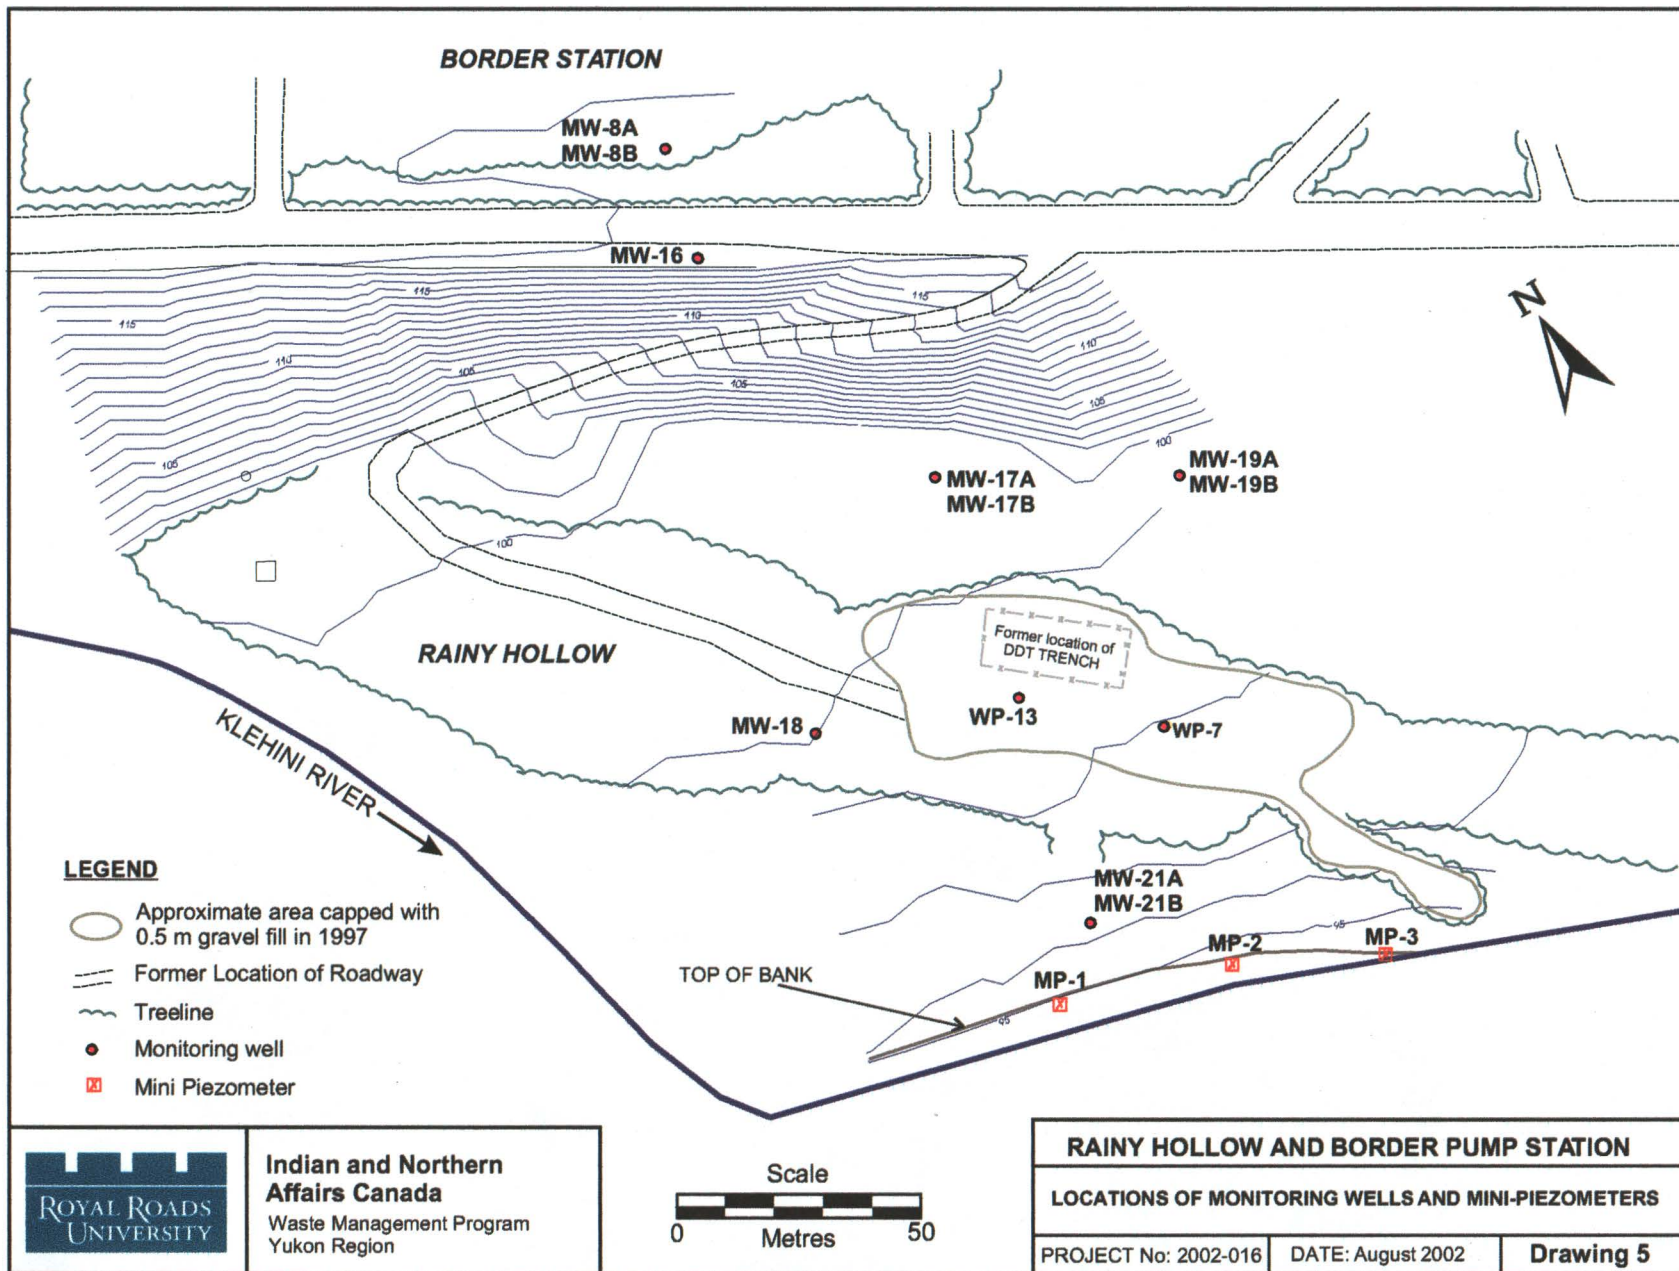 BORDER STATION
MW-8A
MW-8B
MW-16
115
115
115
110
110
110
105
105
105
105
100
N
MW-17A
MW-17B
MW-19A
MW-19B
100
Former location of
DDT TRENCH
RAINY HOLLOW
WP-13
MW-18
WP-7
KLEHINI RIVER
MW-21A
MW-21B
45
MP-2
MP-3
TOP OF BANK
MP-1
45
LEGEND
Approximate area capped with
0.5 m gravel fill in 1997
Former Location of Roadway
Treeline
Monitoring well
Mini Piezometer
ROYAL ROADS
UNIVERSITY
Indian and Northern
Affairs Canada
Waste Management Program
Yukon Region
Scale
0 50
Metres
RAINY HOLLOW AND BORDER PUMP STATION
LOCATIONS OF MONITORING WELLS AND MINI-PIEZOMETERS
PROJECT No: 2002-016 DATE: August 2002 Drawing 5